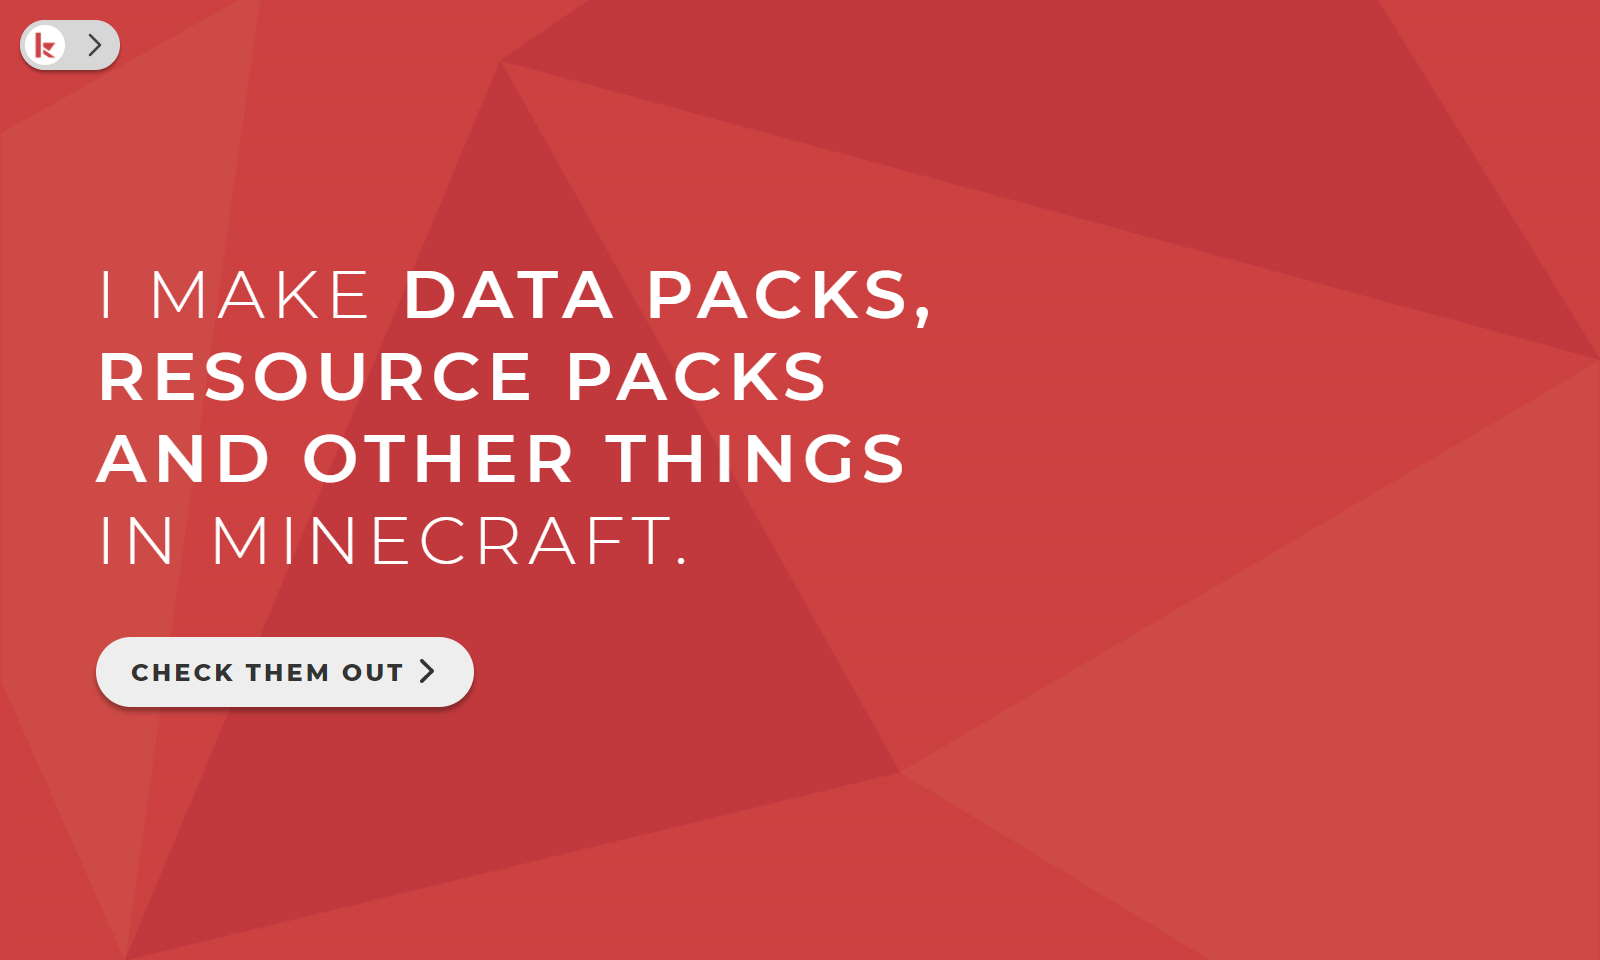 I MAKE DATA PACKS,
RESOURCE PACKS
AND OTHER THINGS
IN MINECRAFT.
CHECK THEM OUT